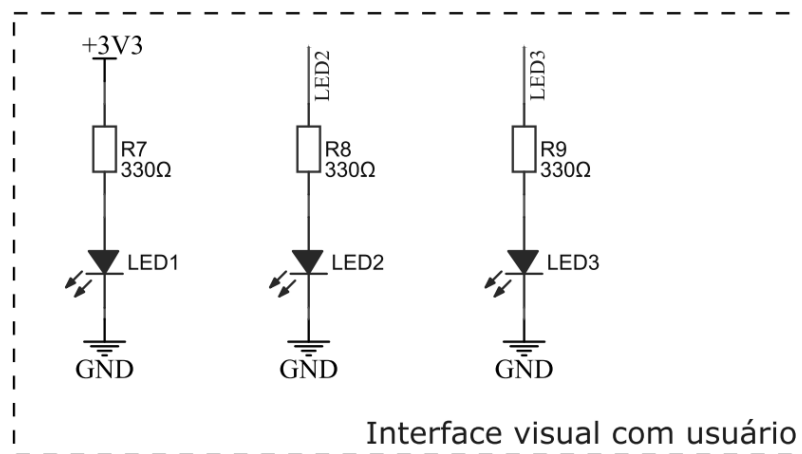 +3V3
LED2
LED3
R7
330Ω
R8
330Ω
R9
330Ω
LED1
LED2
LED3
GND
GND
GND
Interface visual com usuário